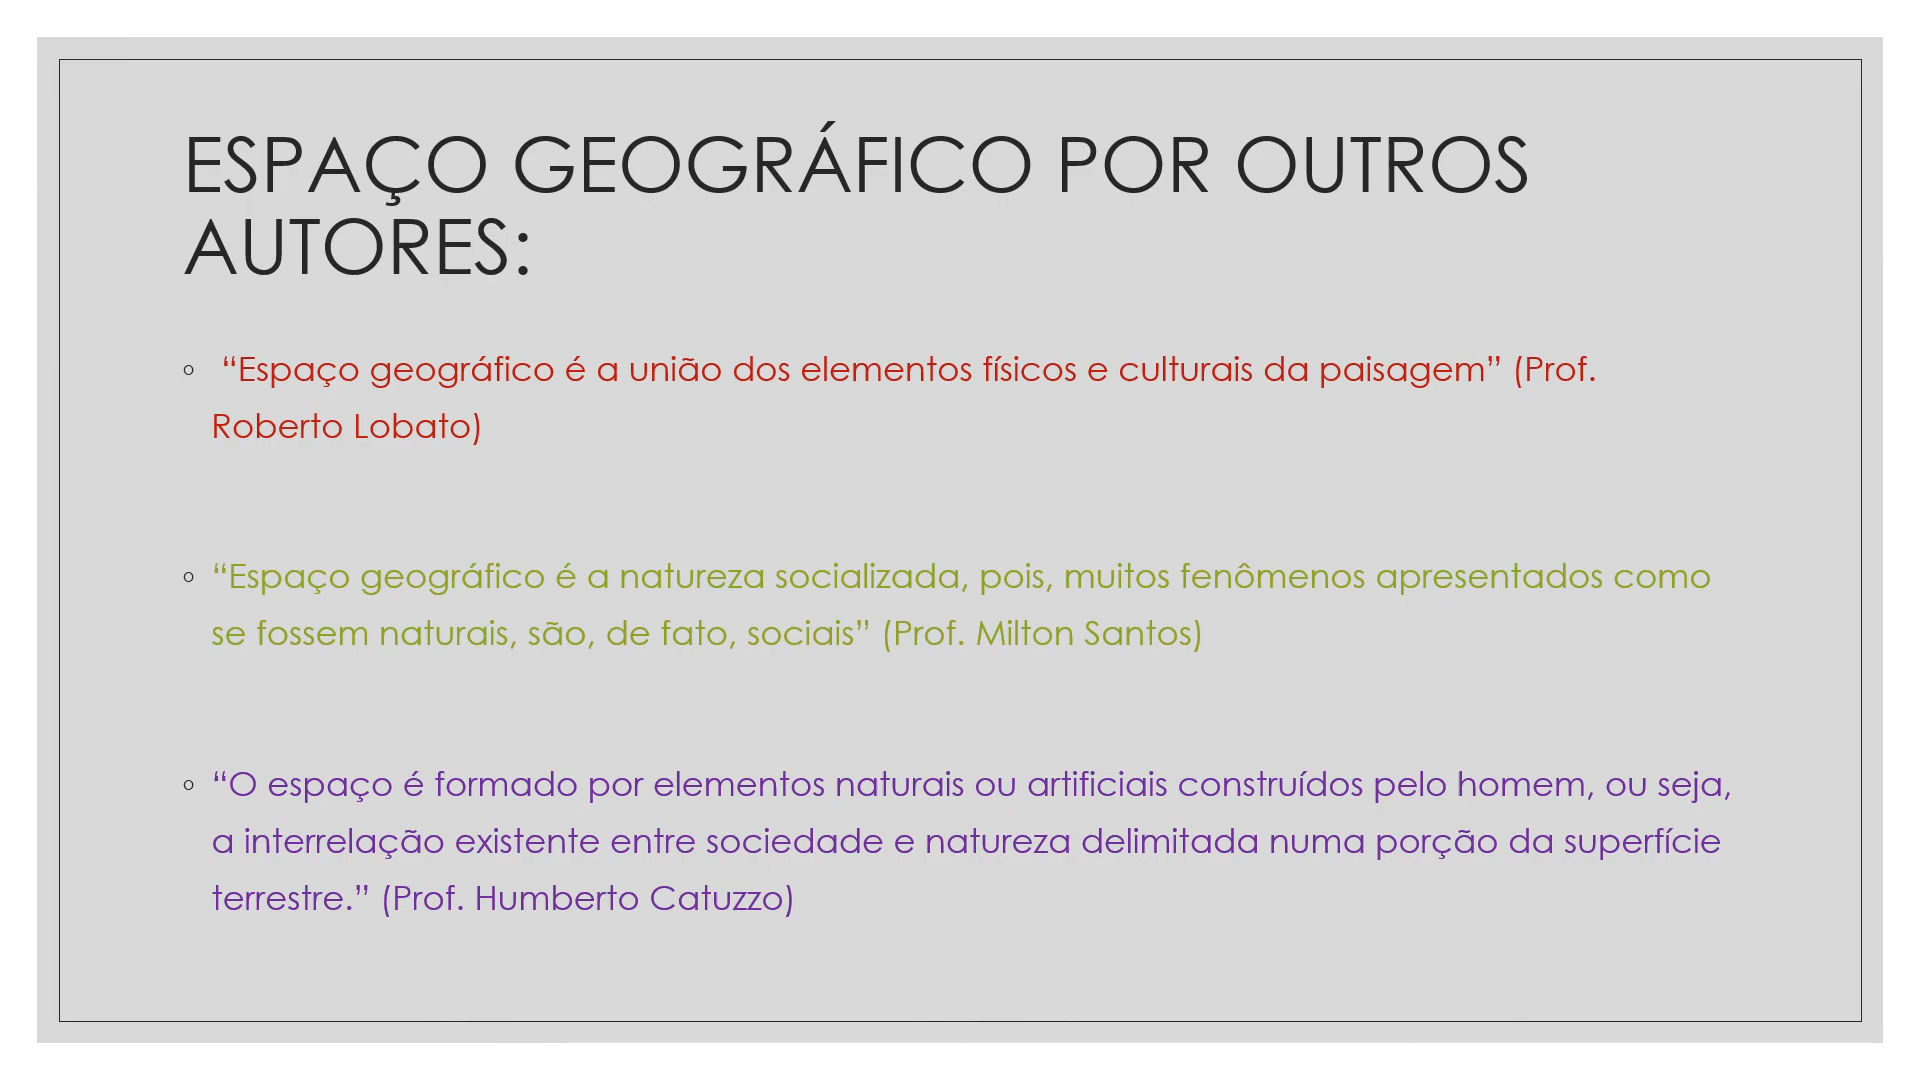 ESPAÇO GEOGRÁFICO POR OUTROS
AUTORES:
◦ “Espaço geográfico é a união dos elementos físicos e culturais da paisagem” (Prof.
Roberto Lobato)
◦ “Espaço geográfico é a natureza socializada, pois, muitos fenômenos apresentados como
se fossem naturais, são, de fato, sociais” (Prof. Milton Santos)
◦ “O espaço é formado por elementos naturais ou artificiais construídos pelo homem, ou seja,
a interrelação existente entre sociedade e natureza delimitada numa porção da superfície
terrestre.” (Prof. Humberto Catuzzo)